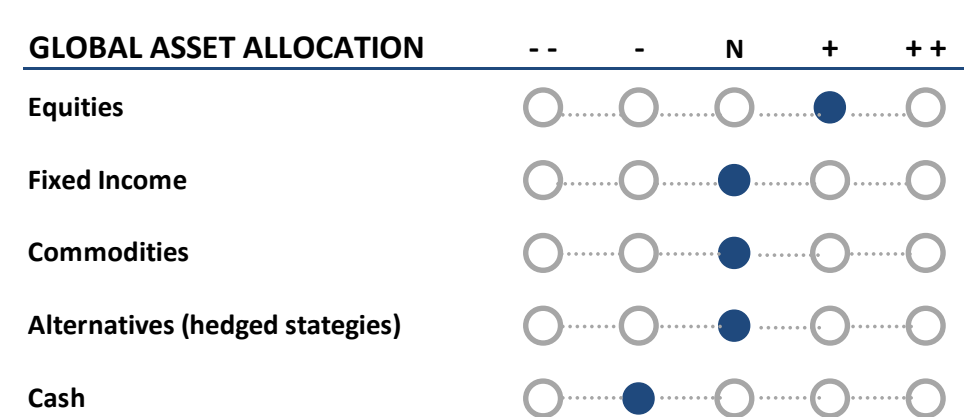 GLOBAL ASSET ALLOCATION - - - N + + +
Equities
Fixed Income
Commodities
Alternatives (hedged stategies)
Cash